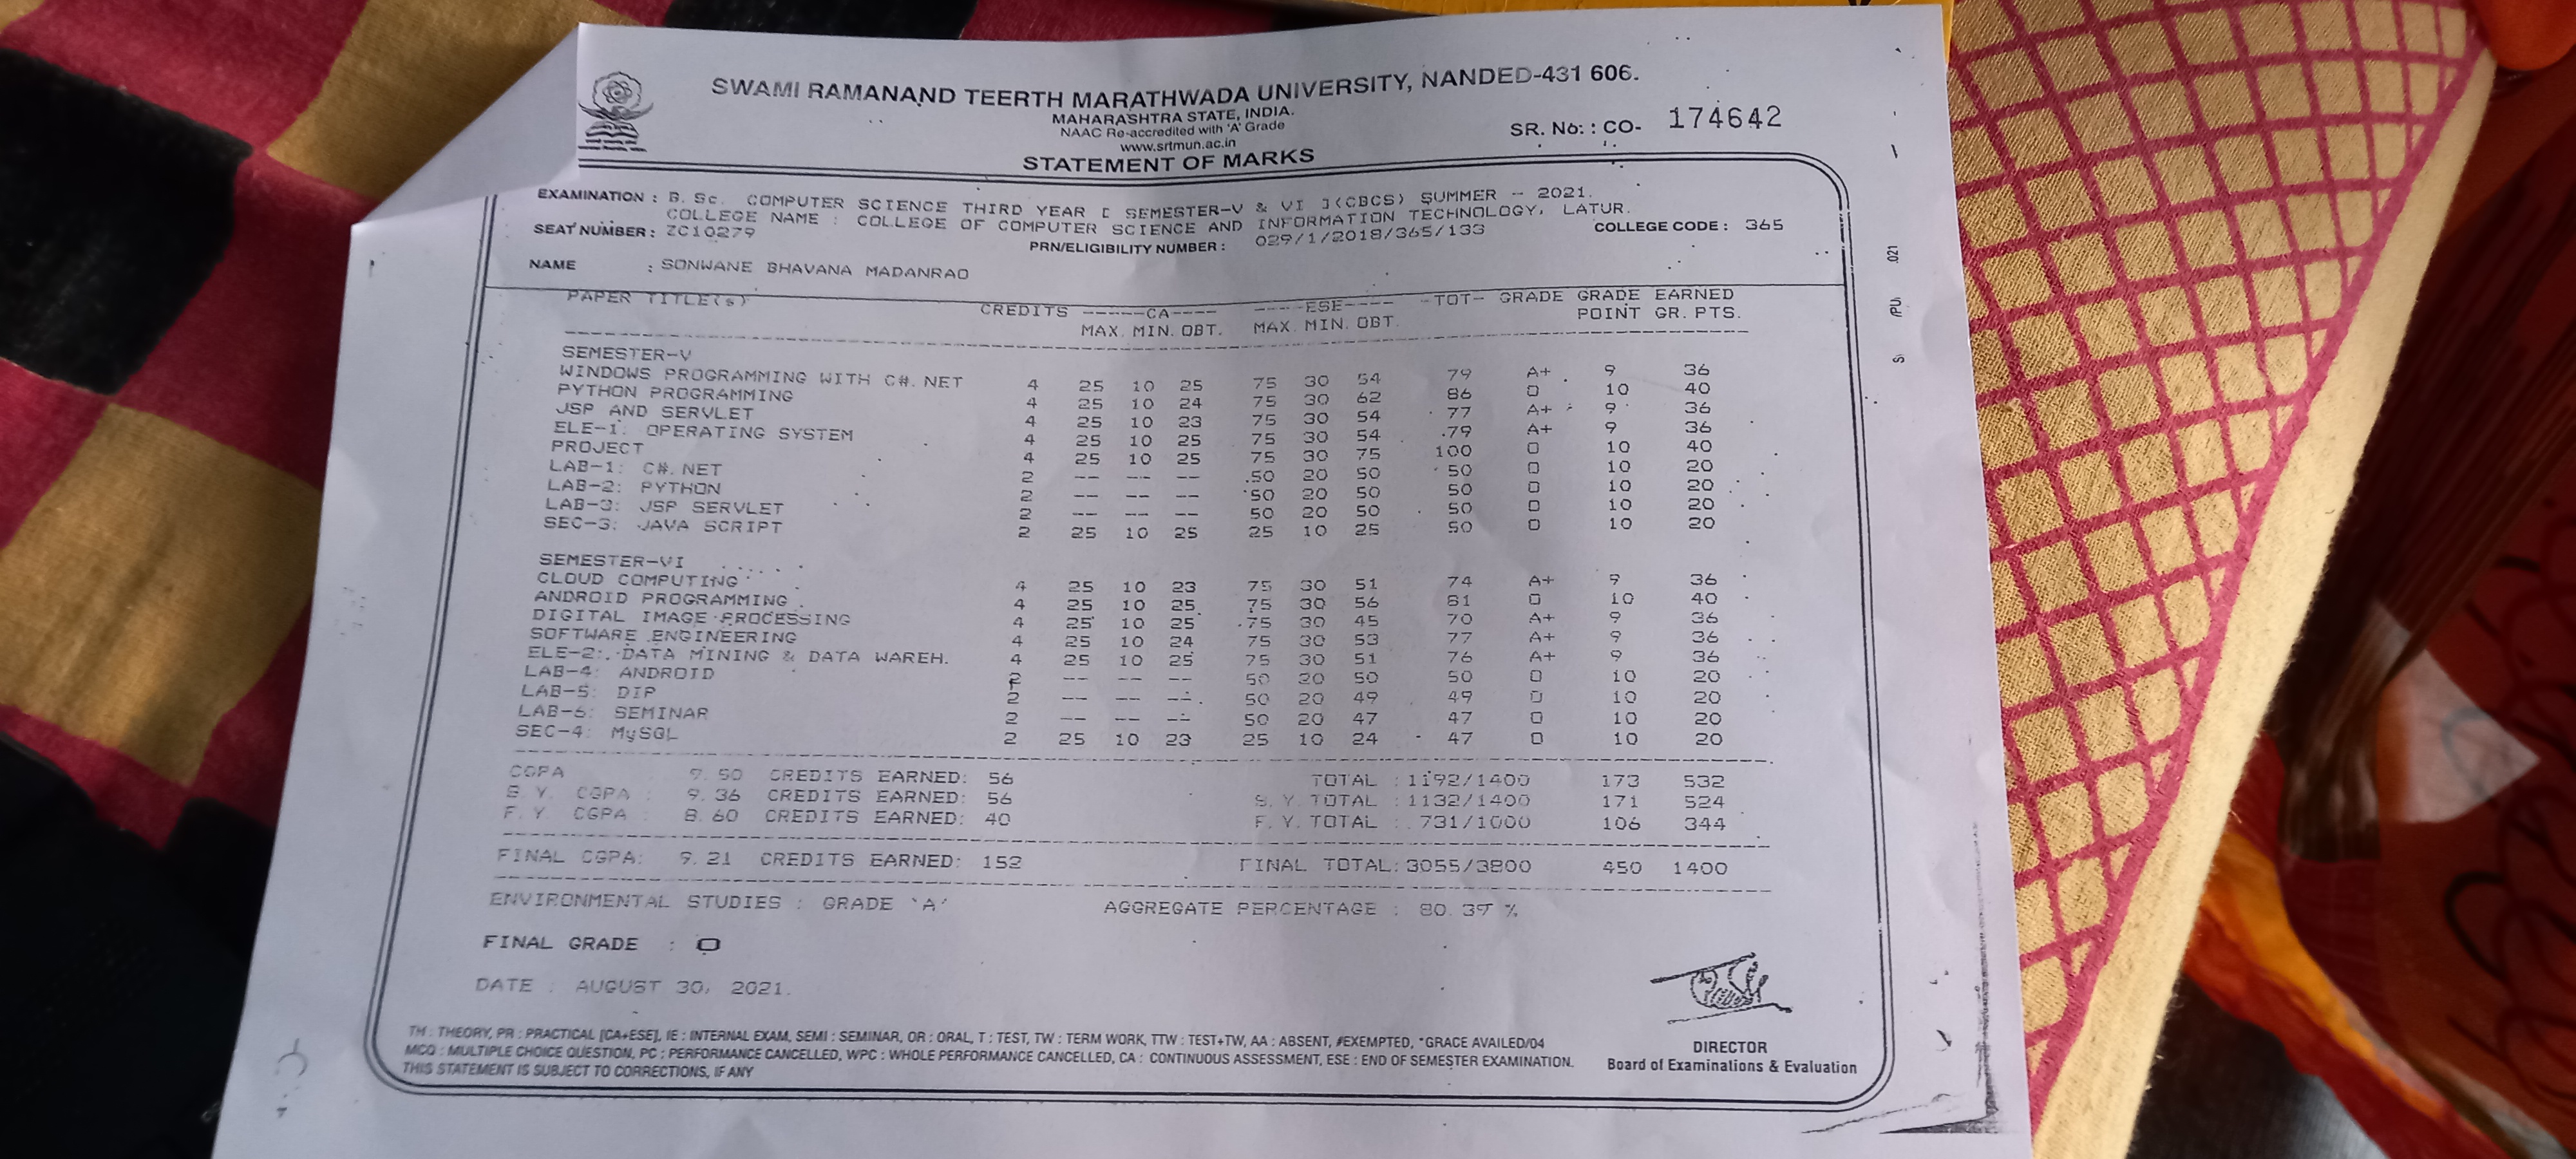 SWAMI RAMANAND TEERTH MARATHWADA UNIVERSITY, NANDED-431 606.
MAHARASHTRA STATE, INDIA.
NAAC Re-accredited with 'A' Grade
www.srtmun.ac.in
SR. No: : CO- 174642
STATEMENT OF MARKS
EXAMINATION : B. Sc. COMPUTER SCIENCE THIRD YEAR [ SEMESTER-V & VI ](CBCS) SUMMER - 2021.
COLLEGE NAME : COLLEGE OF COMPUTER SCIENCE AND INFORMATION TECHNOLOGY, LATUR.
SEAT NUMBER : ZC10279 PRN/ELIGIBILITY NUMBER : 029/1/2018/365/133 COLLEGE CODE : 365
NAME : SONWANE BHAVANA MADANRAO
PAPER TITLE(s) CREDITS -----CA---- -----ESE---- -TOT- GRADE GRADE EARNED
MAX. MIN. OBT. MAX. MIN. OBT. POINT GR. PTS.
SEMESTER-V
WINDOWS PROGRAMMING WITH C#. NET 4 25 10 25 75 30 54 79 A+ 9 36
PYTHON PROGRAMMING 4 25 10 24 75 30 62 86 O 10 40
JSP AND SERVLET 4 25 10 23 75 30 54 77 A+ 9 36
ELE-1: OPERATING SYSTEM 4 25 10 25 75 30 54 79 A+ 9 36
PROJECT 4 25 10 25 75 30 75 100 O 10 40
LAB-1: C#. NET 2 -- -- -- 50 20 50 50 O 10 20
LAB-2: PYTHON 2 -- -- -- 50 20 50 50 O 10 20
LAB-3: JSP SERVLET 2 -- -- -- 50 20 50 50 O 10 20
SEC-3: JAVA SCRIPT 2 25 10 25 25 10 25 50 O 10 20
SEMESTER-VI
CLOUD COMPUTING 4 25 10 23 75 30 51 74 A+ 9 36
ANDROID PROGRAMMING 4 25 10 25 75 30 56 81 O 10 40
DIGITAL IMAGE PROCESSING 4 25 10 25 75 30 45 70 A+ 9 36
SOFTWARE ENGINEERING 4 25 10 24 75 30 53 77 A+ 9 36
ELE-2: DATA MINING & DATA WAREH. 4 25 10 25 75 30 51 76 A+ 9 36
LAB-4: ANDROID 2 -- -- -- 50 20 50 50 O 10 20
LAB-5: DIP 2 -- -- -- 50 20 49 49 O 10 20
LAB-6: SEMINAR 2 -- -- -- 50 20 47 47 O 10 20
SEC-4: MySQL 2 25 10 23 25 10 24 47 O 10 20
CGPA : 9.50 CREDITS EARNED: 56 TOTAL : 1192/1400 173 532
S.Y. CGPA : 9.36 CREDITS EARNED: 56 S.Y. TOTAL : 1132/1400 171 524
F.Y. CGPA : 8.60 CREDITS EARNED: 40 F.Y. TOTAL : 731/1000 106 344
FINAL CGPA: 9.21 CREDITS EARNED: 152 FINAL TOTAL: 3055/3800 450 1400
ENVIRONMENTAL STUDIES : GRADE 'A' AGGREGATE PERCENTAGE : 80.39 %
FINAL GRADE : O
DATE : AUGUST 30, 2021.
DIRECTOR
Board of Examinations & Evaluation
TH : THEORY, PR : PRACTICAL [CA+ESE], IE : INTERNAL EXAM, SEMI : SEMINAR, OR : ORAL, T : TEST, TW : TERM WORK, TTW : TEST+TW, AA : ABSENT, #EXEMPTED, *GRACE AVAILED/04
MCQ : MULTIPLE CHOICE QUESTION, PC : PERFORMANCE CANCELLED, WPC : WHOLE PERFORMANCE CANCELLED, CA : CONTINUOUS ASSESSMENT, ESE : END OF SEMESTER EXAMINATION.
THIS STATEMENT IS SUBJECT TO CORRECTIONS, IF ANY